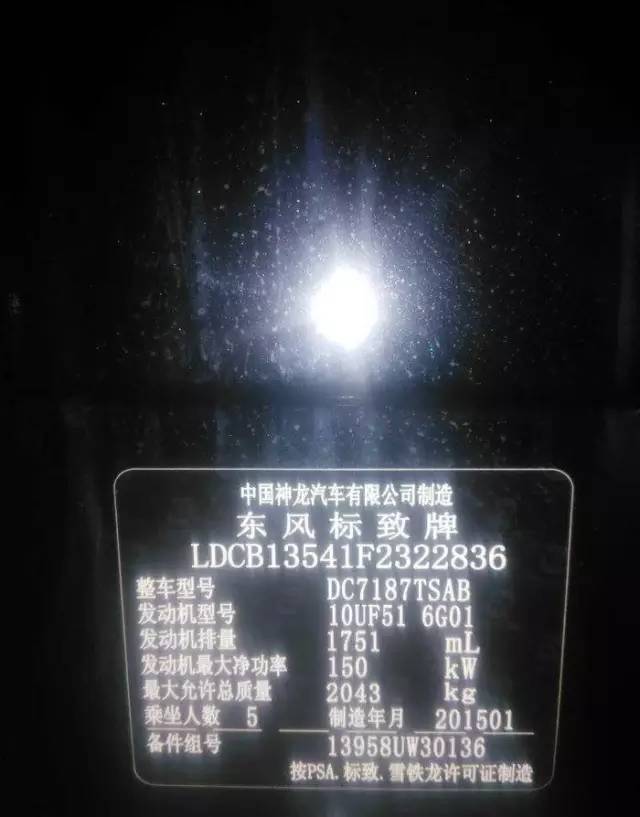 中国神龙汽车有限公司制造
东风标致牌
LDCB13541F2322836
整车型号 DC7187TSAB
发动机型号 10UF51 6G01
发动机排量 1751 mL
发动机最大净功率 150 kW
最大允许总质量 2043 kg
乘坐人数 5 制造年月 201501
备件组号 13958UW30136
按PSA.标致.雪铁龙许可证制造